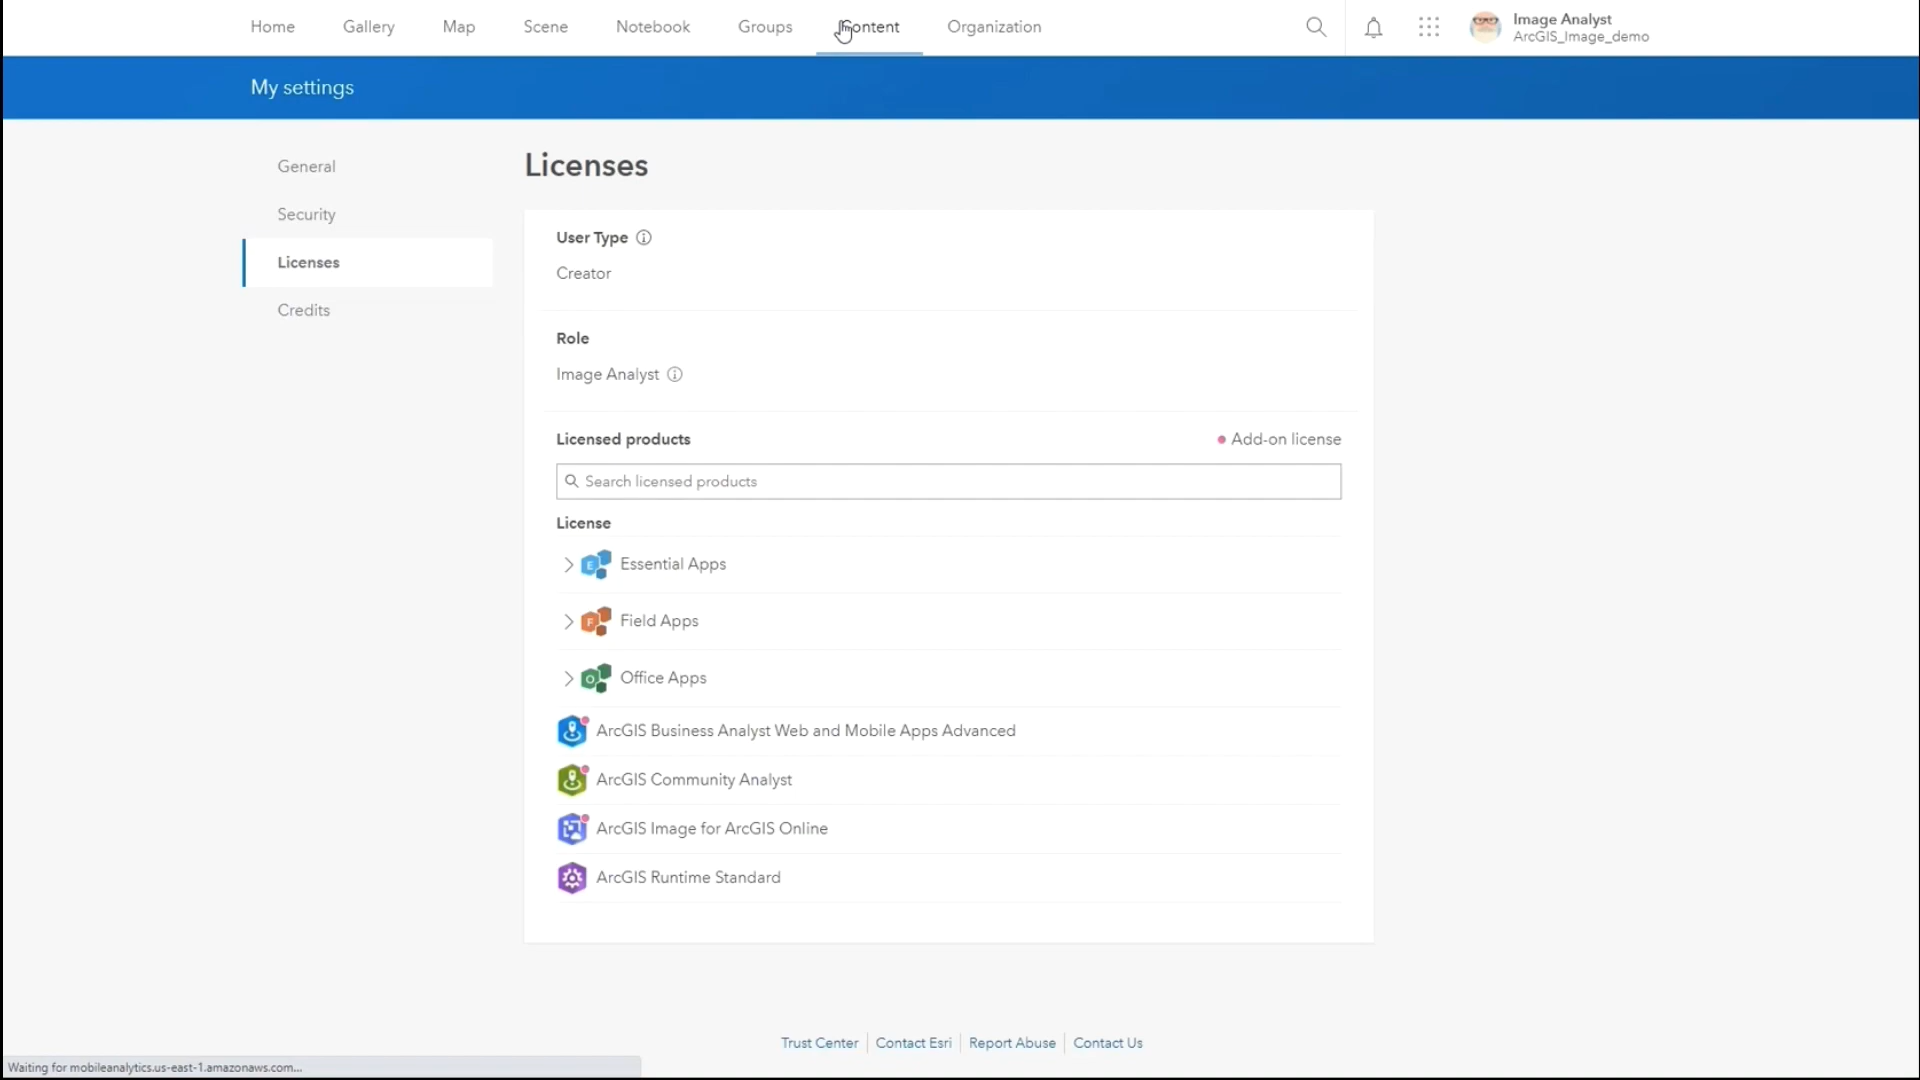 Home Gallery Map Scene Notebook Groups Content Organization
Image Analyst
ArcGIS_Image_demo
My settings
General
Security
Licenses
Credits
Licenses
User Type
Creator
Role
Image Analyst
Licensed products
Add-on license
Search licensed products
License
E Essential Apps
F Field Apps
O Office Apps
ArcGIS Business Analyst Web and Mobile Apps Advanced
ArcGIS Community Analyst
ArcGIS Image for ArcGIS Online
ArcGIS Runtime Standard
Trust Center Contact Esri Report Abuse Contact Us
Waiting for mobileanalytics.us-east-1.amazonaws.com...